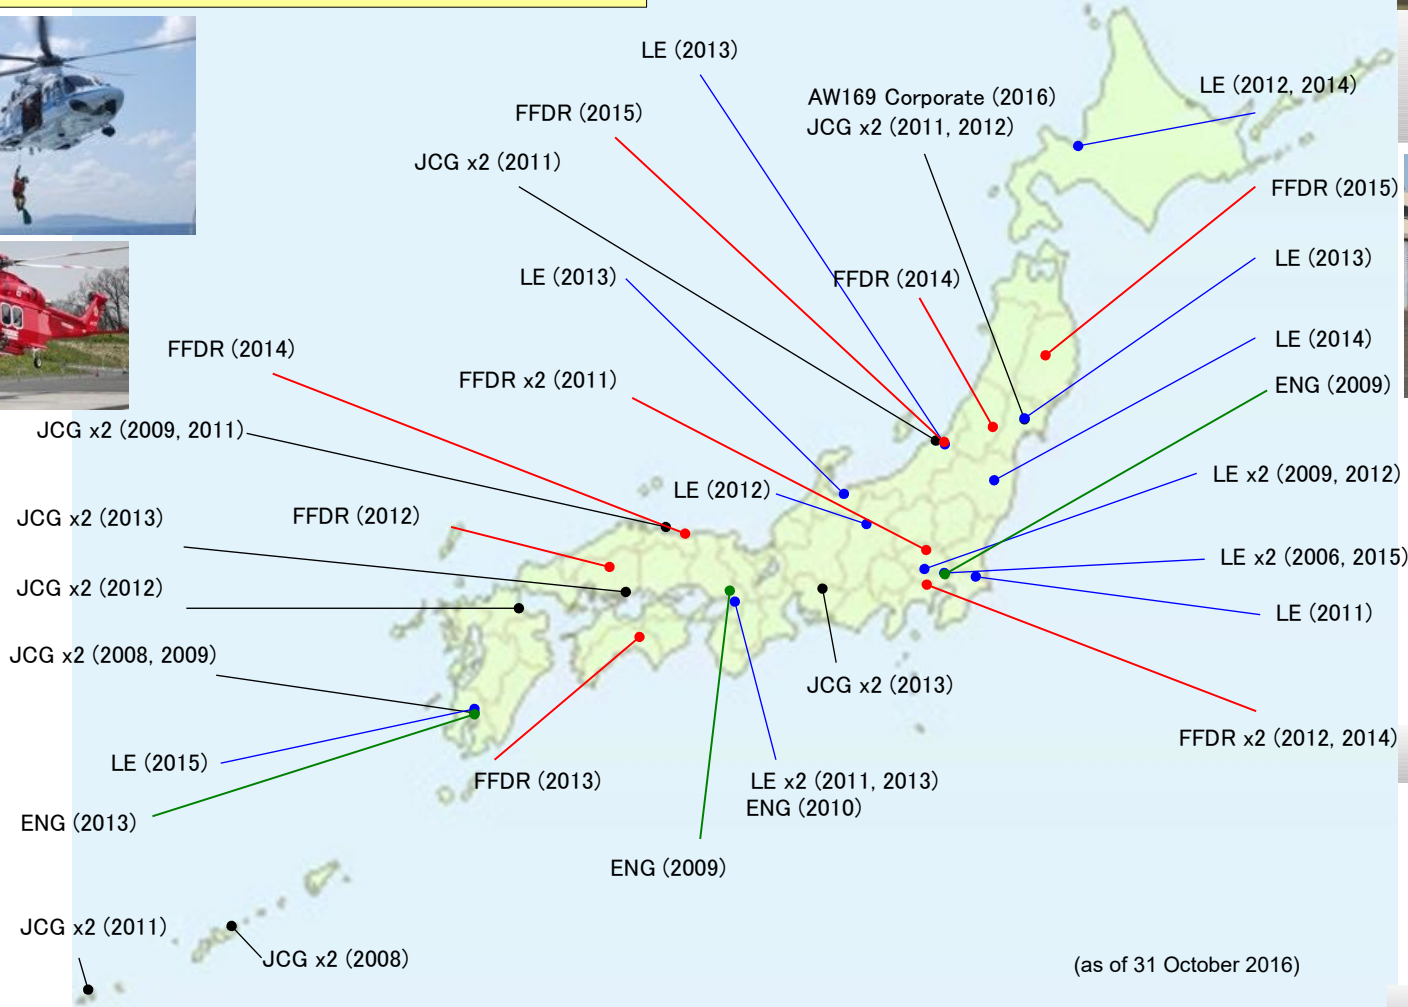 LE (2013)
LE (2012, 2014)
AW169 Corporate (2016)
JCG x2 (2011, 2012)
FFDR (2015)
JCG x2 (2011)
FFDR (2015)
LE (2013)
LE (2013)
FFDR (2014)
LE (2014)
FFDR (2014)
FFDR x2 (2011)
ENG (2009)
JCG x2 (2009, 2011)
LE x2 (2009, 2012)
LE (2012)
JCG x2 (2013)
FFDR (2012)
LE x2 (2006, 2015)
JCG x2 (2012)
LE (2011)
JCG x2 (2008, 2009)
JCG x2 (2013)
FFDR x2 (2012, 2014)
LE (2015)
FFDR (2013)
LE x2 (2011, 2013)
ENG (2010)
ENG (2013)
ENG (2009)
JCG x2 (2011)
JCG x2 (2008)
(as of 31 October 2016)